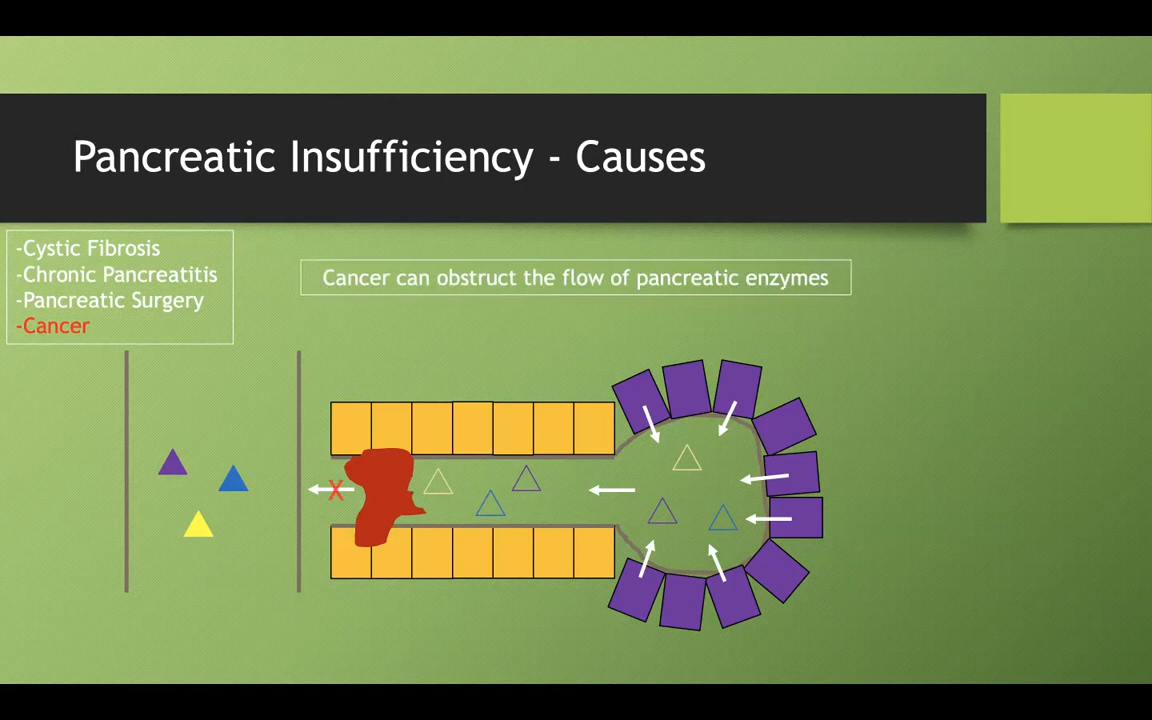 Pancreatic Insufficiency - Causes
-Cystic Fibrosis
-Chronic Pancreatitis
-Pancreatic Surgery
-Cancer
Cancer can obstruct the flow of pancreatic enzymes
X